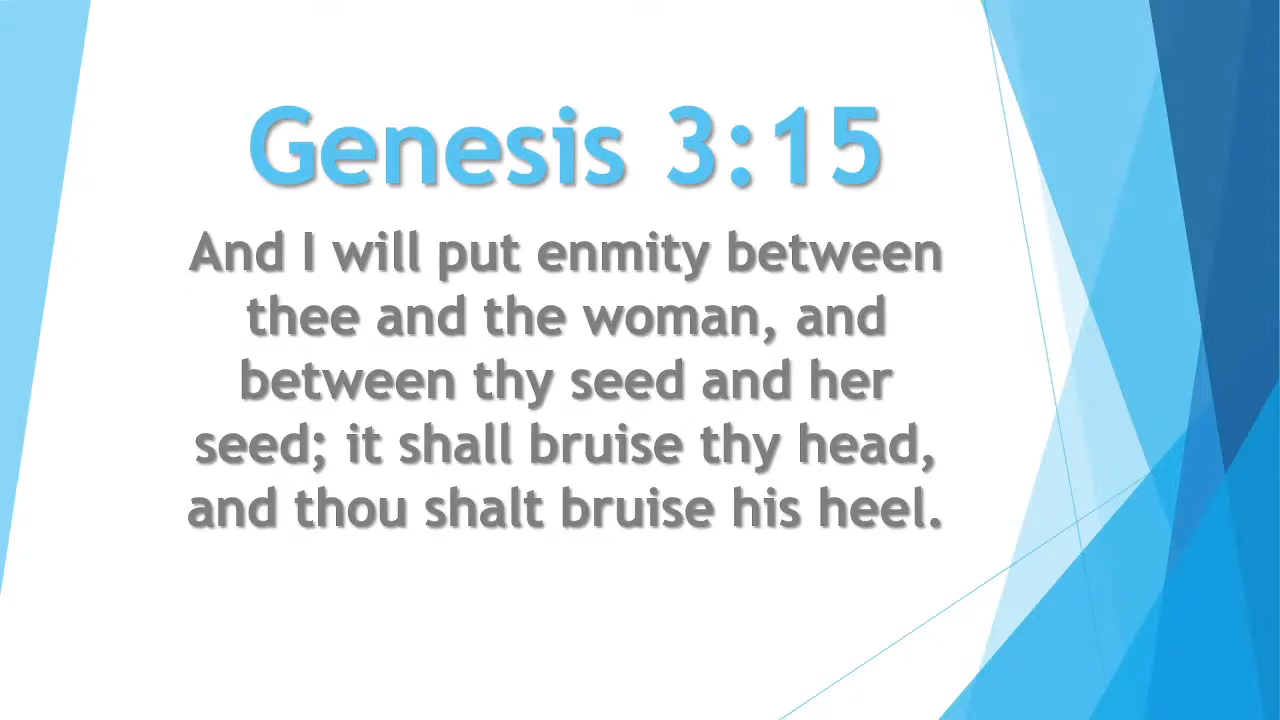 Genesis 3:15
And I will put enmity between
thee and the woman, and
between thy seed and her
seed; it shall bruise thy head,
and thou shalt bruise his heel.